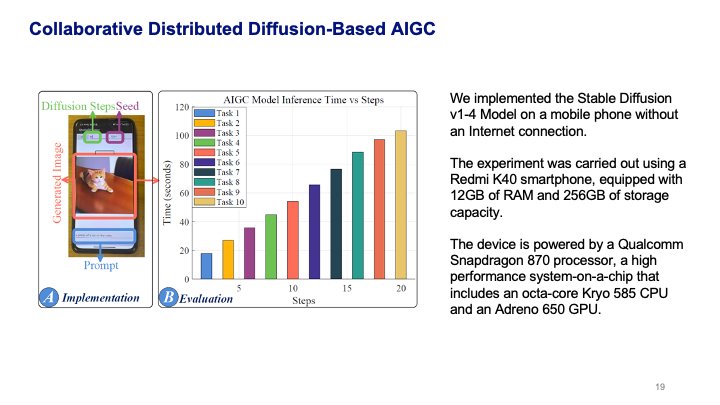 Collaborative Distributed Diffusion-Based AIGC
Diffusion Steps Seed
Generated Image
Prompt
A Implementation
AIGC Model Inference Time vs Steps
Time (seconds)
120
100
80
60
40
20
0
Task 1
Task 2
Task 3
Task 4
Task 5
Task 6
Task 7
Task 8
Task 9
Task 10
5
10
15
20
Steps
B Evaluation
We implemented the Stable Diffusion
v1-4 Model on a mobile phone without
an Internet connection.
The experiment was carried out using a
Redmi K40 smartphone, equipped with
12GB of RAM and 256GB of storage
capacity.
The device is powered by a Qualcomm
Snapdragon 870 processor, a high
performance system-on-a-chip that
includes an octa-core Kryo 585 CPU
and an Adreno 650 GPU.
19